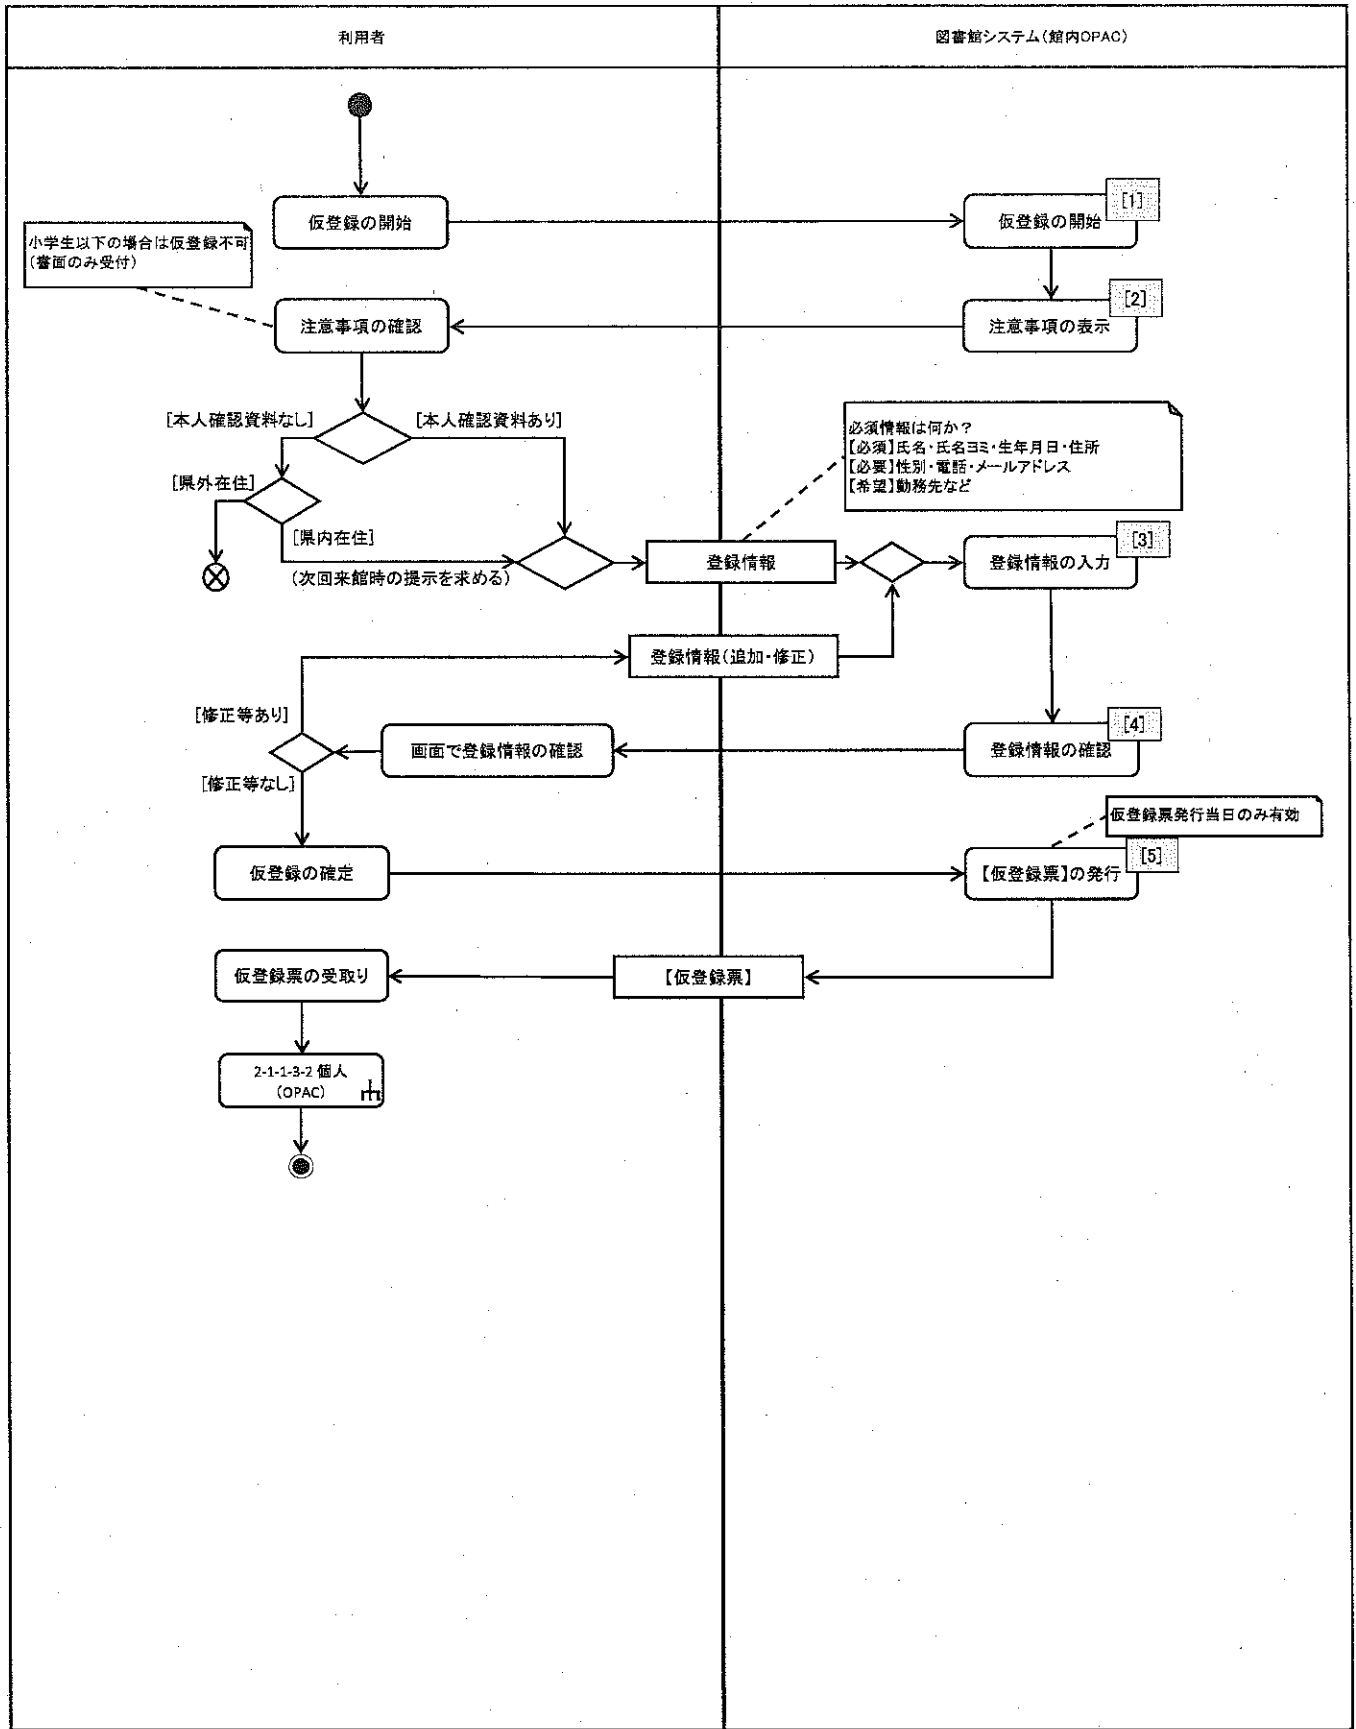 利用者
図書館システム(館内OPAC)
仮登録の開始
仮登録の開始
[1]
小学生以下の場合は仮登録不可
(書面のみ受付)
注意事項の確認
注意事項の表示
[2]
[本人確認資料なし]
[本人確認資料あり]
必須情報は何か?
【必須】氏名・氏名ヨミ・生年月日・住所
【必要】性別・電話・メールアドレス
【希望】勤務先など
[県外在住]
[県内在住]
(次回来館時の提示を求める)
登録情報
登録情報の入力
[3]
登録情報(追加・修正)
[修正等あり]
画面で登録情報の確認
登録情報の確認
[4]
[修正等なし]
仮登録票発行当日のみ有効
仮登録の確定
【仮登録票】の発行
[5]
仮登録票の受取り
【仮登録票】
2-1-1-3-2 個人
(OPAC)